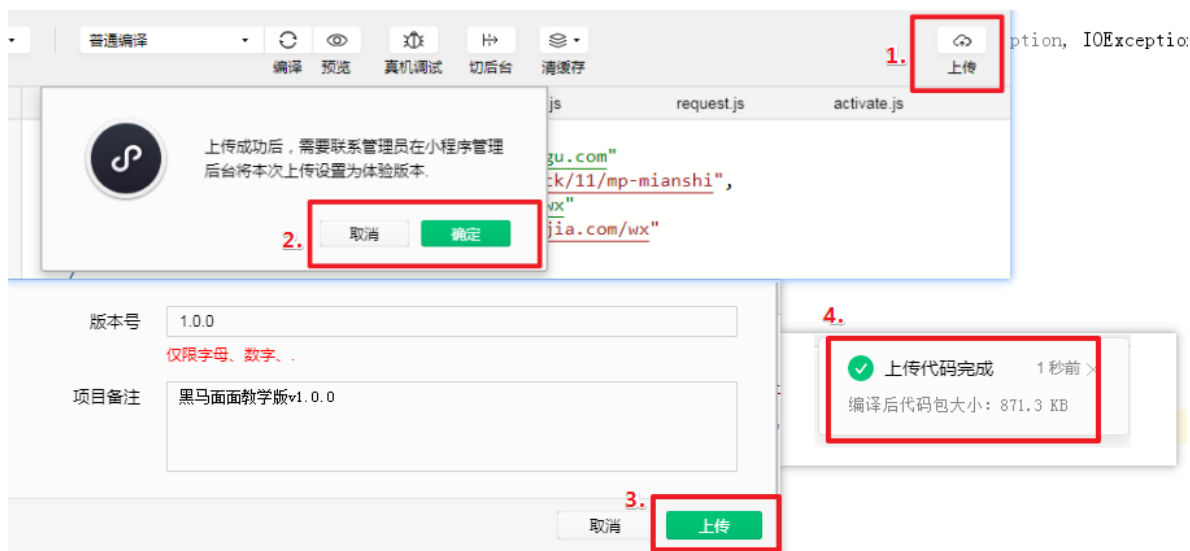 普通编译
编译 预览 真机调试 切后台 清缓存
1.
上传
ption, IOExceptio
js request.js activate.js
上传成功后，需要联系管理员在小程序管理
后台将本次上传设置为体验版本.
gu.com"
ck/11/mp-mianshi",
wx"
jia.com/wx"
2.
取消 确定
版本号 1.0.0
仅限字母、数字、.
项目备注 黑马面面教学版v1.0.0
3.
取消 上传
4.
上传代码完成 1秒前
编译后代码包大小: 871.3 KB